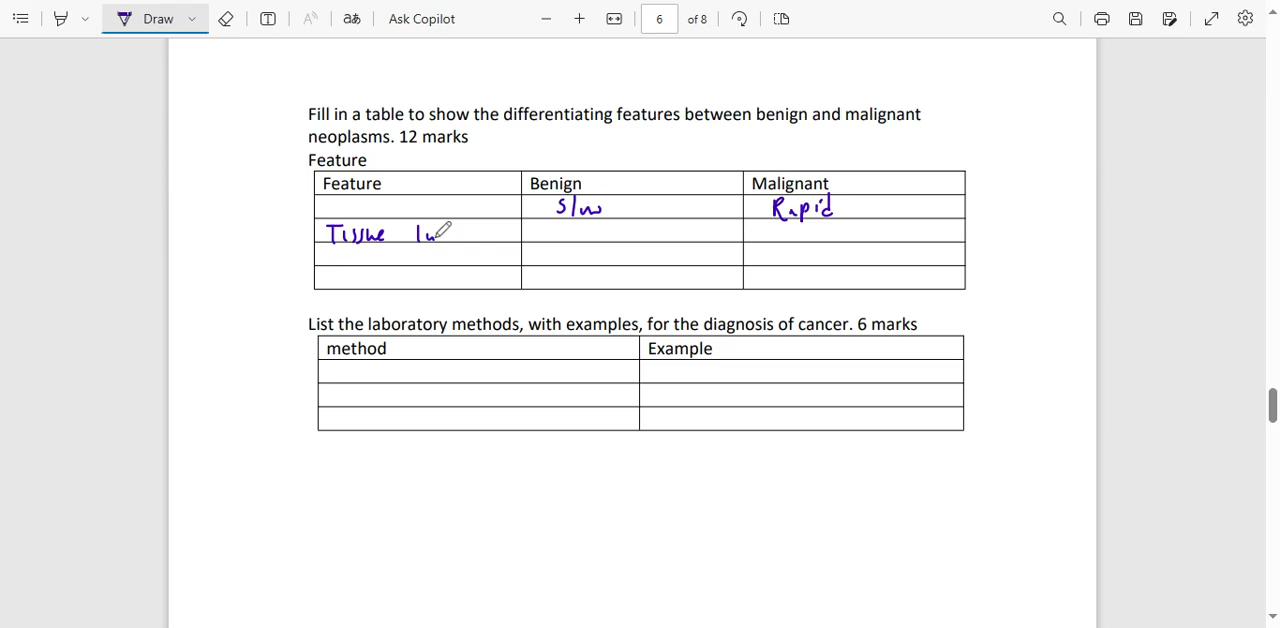 Draw Ask Copilot 6 of 8
Fill in a table to show the differentiating features between benign and malignant
neoplasms. 12 marks
Feature
Feature Benign Malignant
Slow Rapid
Tissue
List the laboratory methods, with examples, for the diagnosis of cancer. 6 marks
method Example